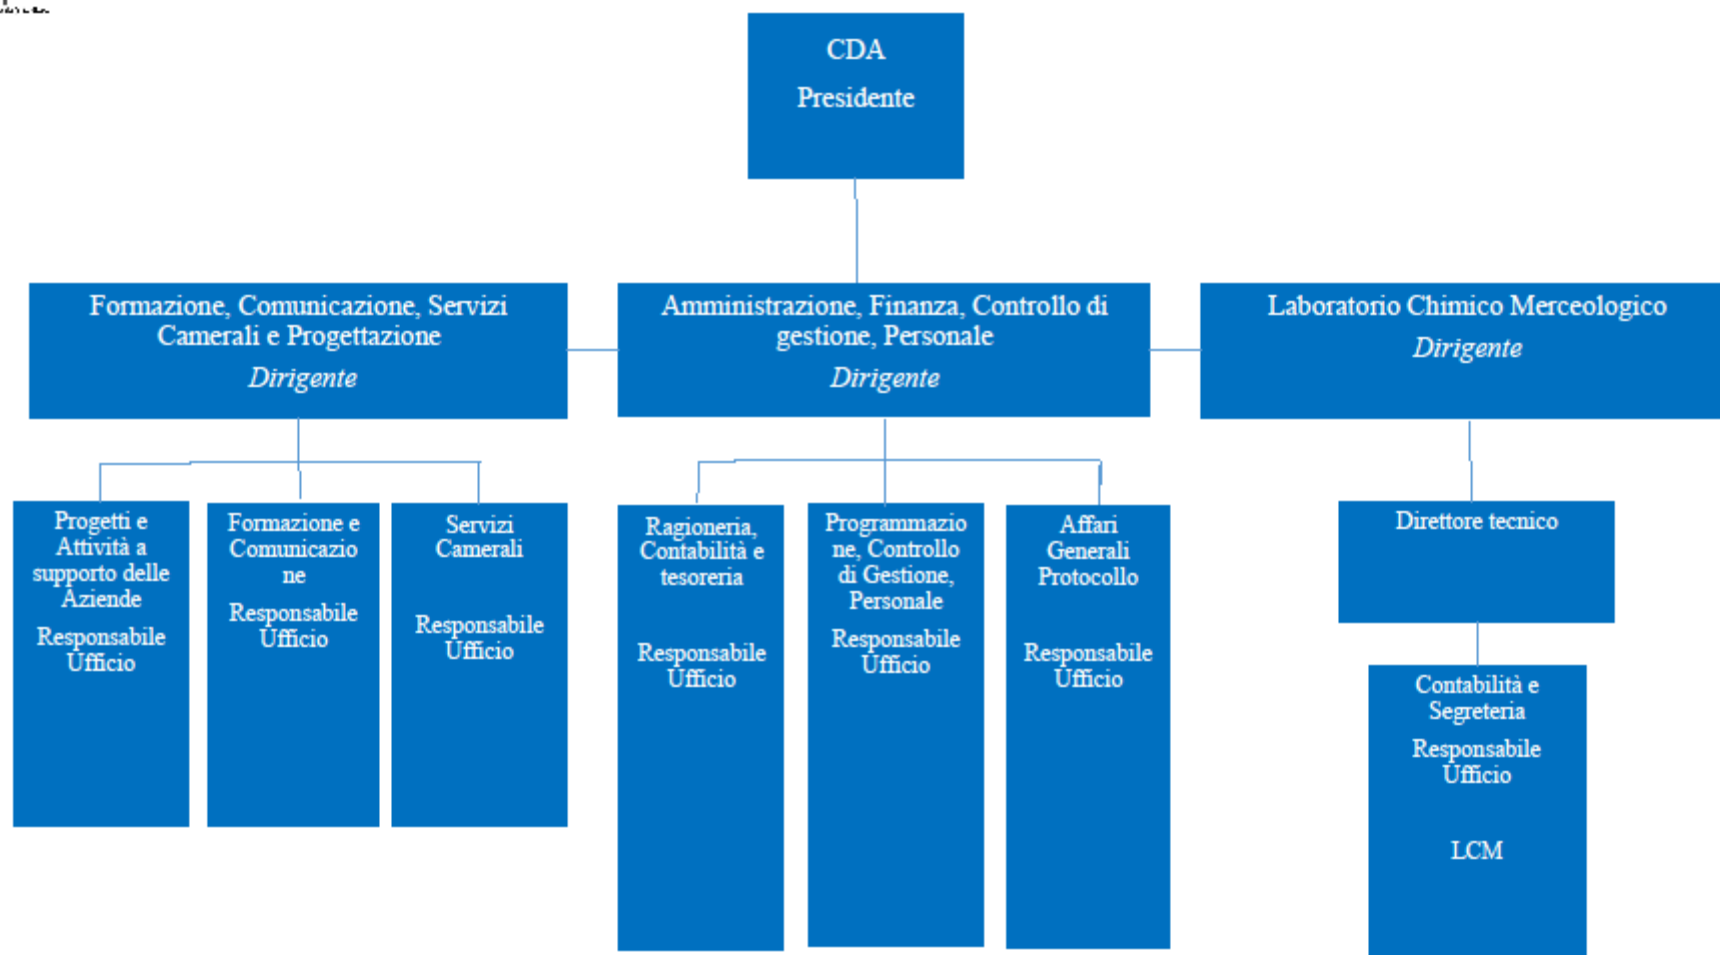 CDA
Presidente
Formazione, Comunicazione, Servizi
Camerali e Progettazione
Dirigente
Amministrazione, Finanza, Controllo di
gestione, Personale
Dirigente
Laboratorio Chimico Merceologico
Dirigente
Progetti e
Attività a
supporto delle
Aziende
Responsabile
Ufficio
Formazione e
Comunicazio
ne
Responsabile
Ufficio
Servizi
Camerali
Responsabile
Ufficio
Ragioneria,
Contabilità e
tesoreria
Responsabile
Ufficio
Programmazio
ne, Controllo
di Gestione,
Personale
Responsabile
Ufficio
Affari
Generali
Protocollo
Responsabile
Ufficio
Direttore tecnico
Contabilità e
Segreteria
Responsabile
Ufficio
LCM